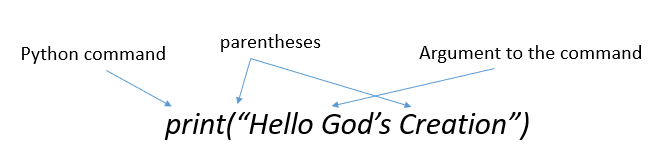 Python command
parentheses
Argument to the command
print(“Hello God’s Creation”)